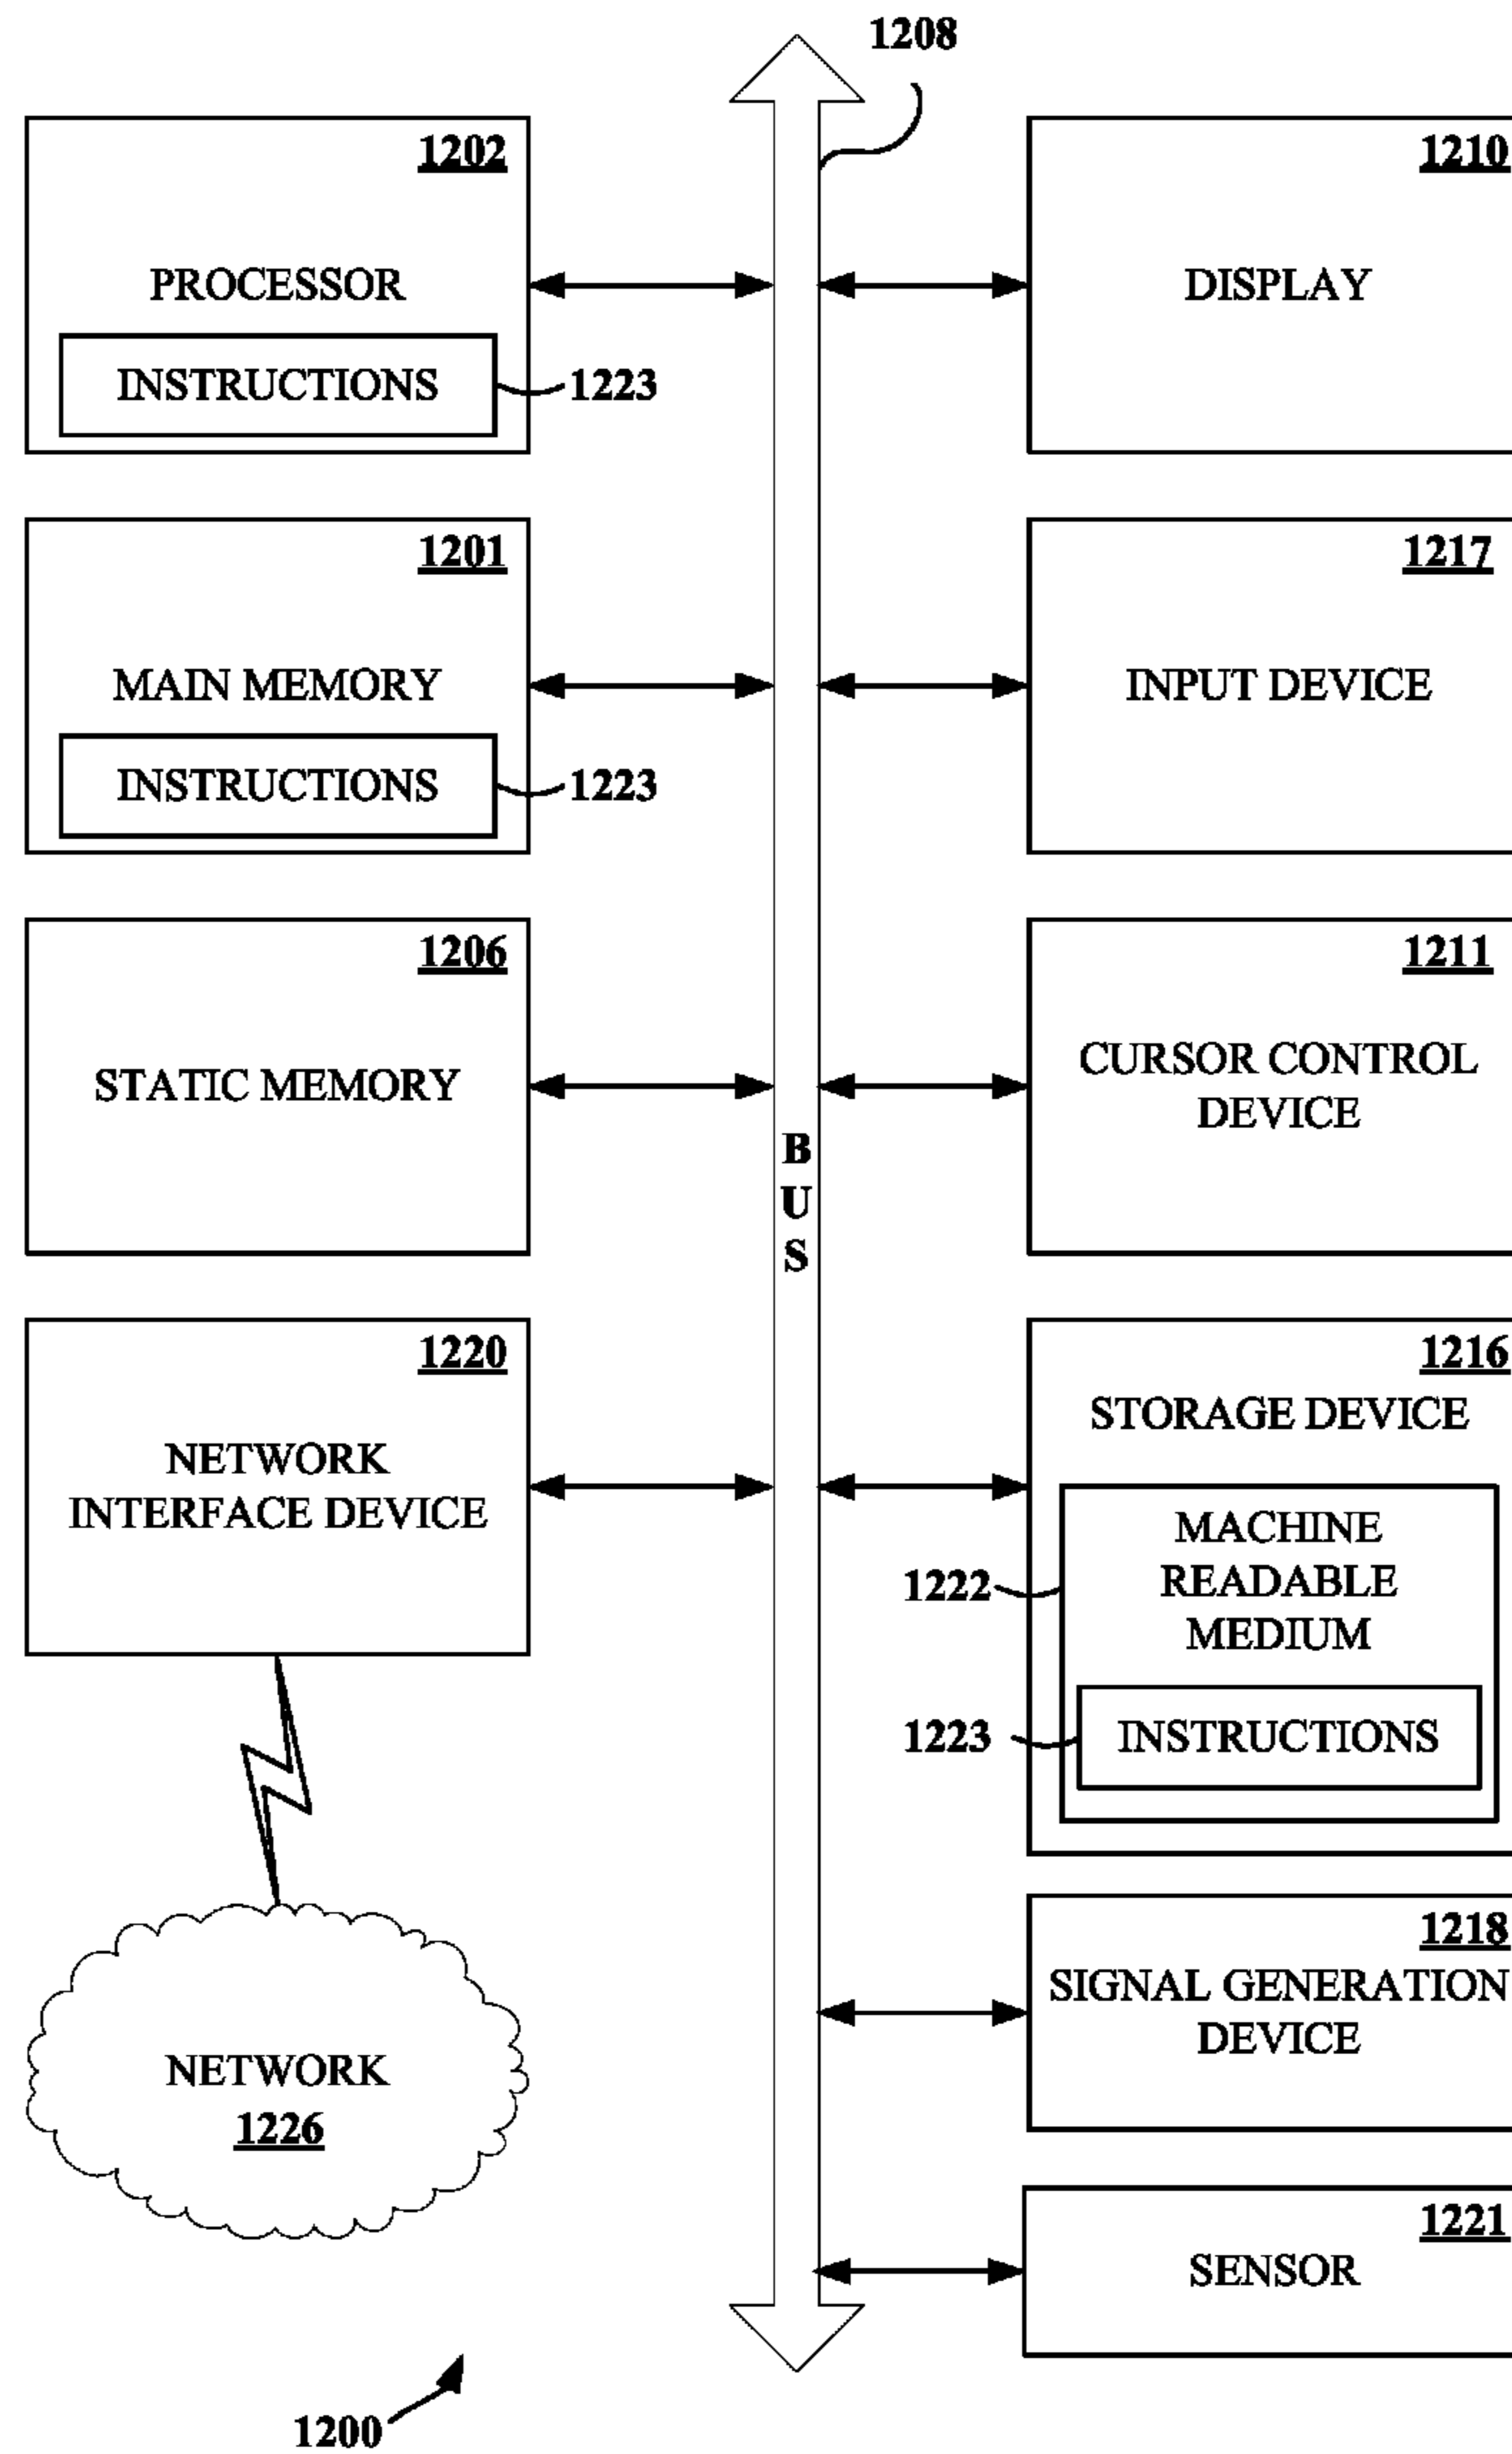 1208
1202
PROCESSOR
INSTRUCTIONS
1223
1210
DISPLAY
1201
MAIN MEMORY
INSTRUCTIONS
1223
1217
INPUT DEVICE
1206
STATIC MEMORY
1211
CURSOR CONTROL
DEVICE
B
U
S
1220
NETWORK
INTERFACE DEVICE
1216
STORAGE DEVICE
MACHINE
READABLE
MEDIUM
1222
1223
INSTRUCTIONS
1218
SIGNAL GENERATION
DEVICE
NETWORK
1226
1221
SENSOR
1200